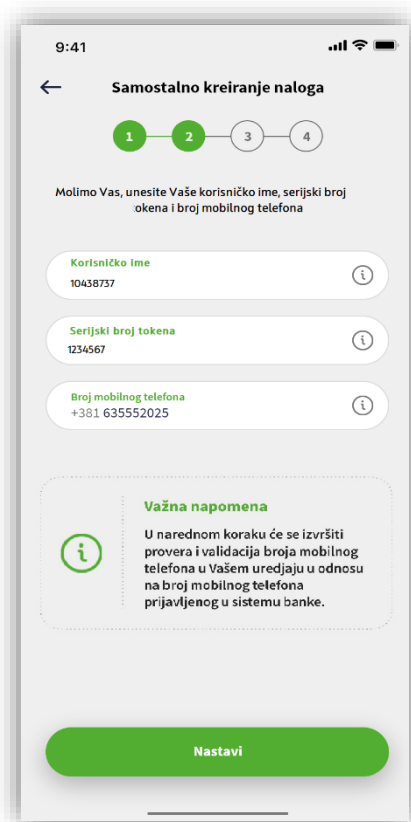 9:41
Samostalno kreiranje naloga
1 2 3 4
Molimo Vas, unesite Vaše korisničko ime, serijski broj
okena i broj mobilnog telefona
Korisničko ime
10438737
Serijski broj tokena
1234567
Broj mobilnog telefona
+381 635552025
Važna napomena
U narednom koraku će se izvršiti
provera i validacija broja mobilnog
telefona u Vašem uredjaju u odnosu
na broj mobilnog telefona
prijavljenog u sistemu banke.
Nastavi